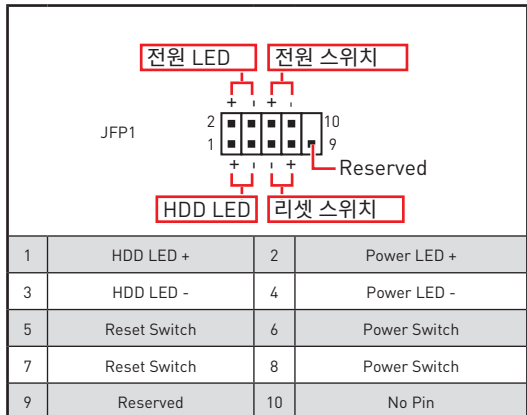 전원 LED 전원 스위치
+ - + -
JFP1
2 10
1 9
+ - - +
Reserved
HDD LED 리셋 스위치
1 HDD LED + 2 Power LED +
3 HDD LED - 4 Power LED -
5 Reset Switch 6 Power Switch
7 Reset Switch 8 Power Switch
9 Reserved 10 No Pin